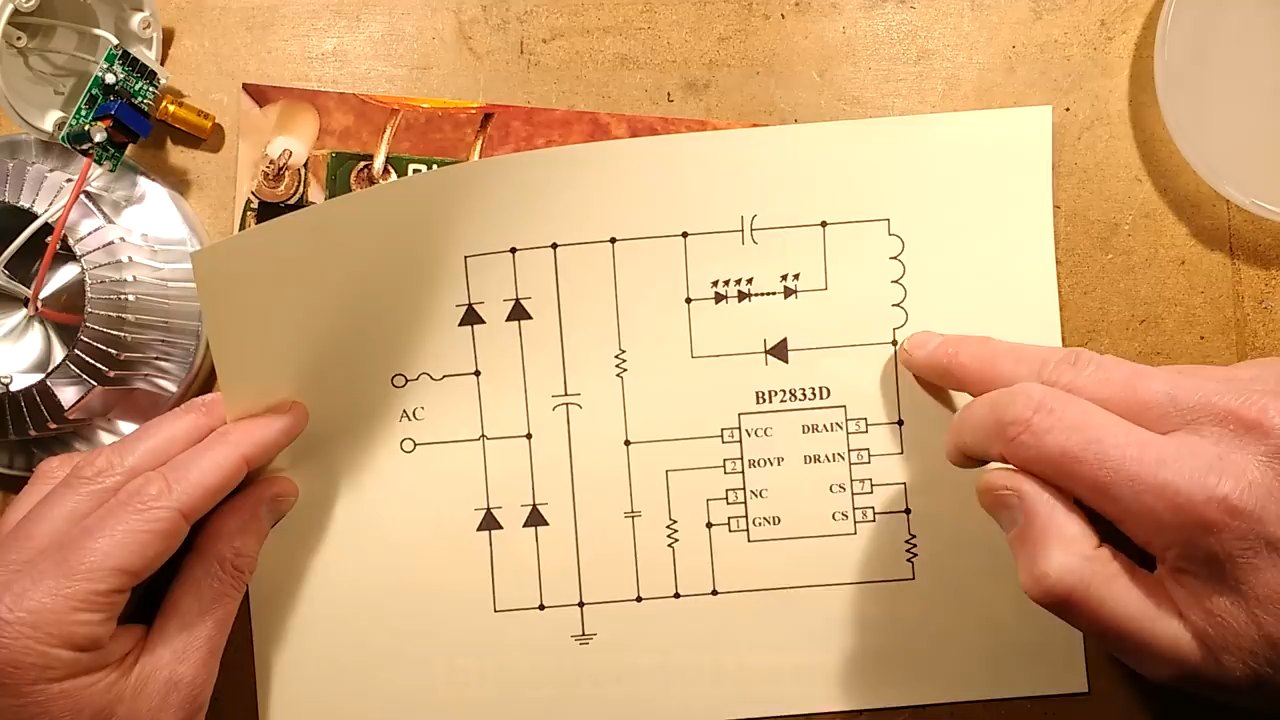 AC
BP2833D
4 VCC DRAIN 5
2 ROVP DRAIN 6
3 NC CS 7
1 GND CS 8